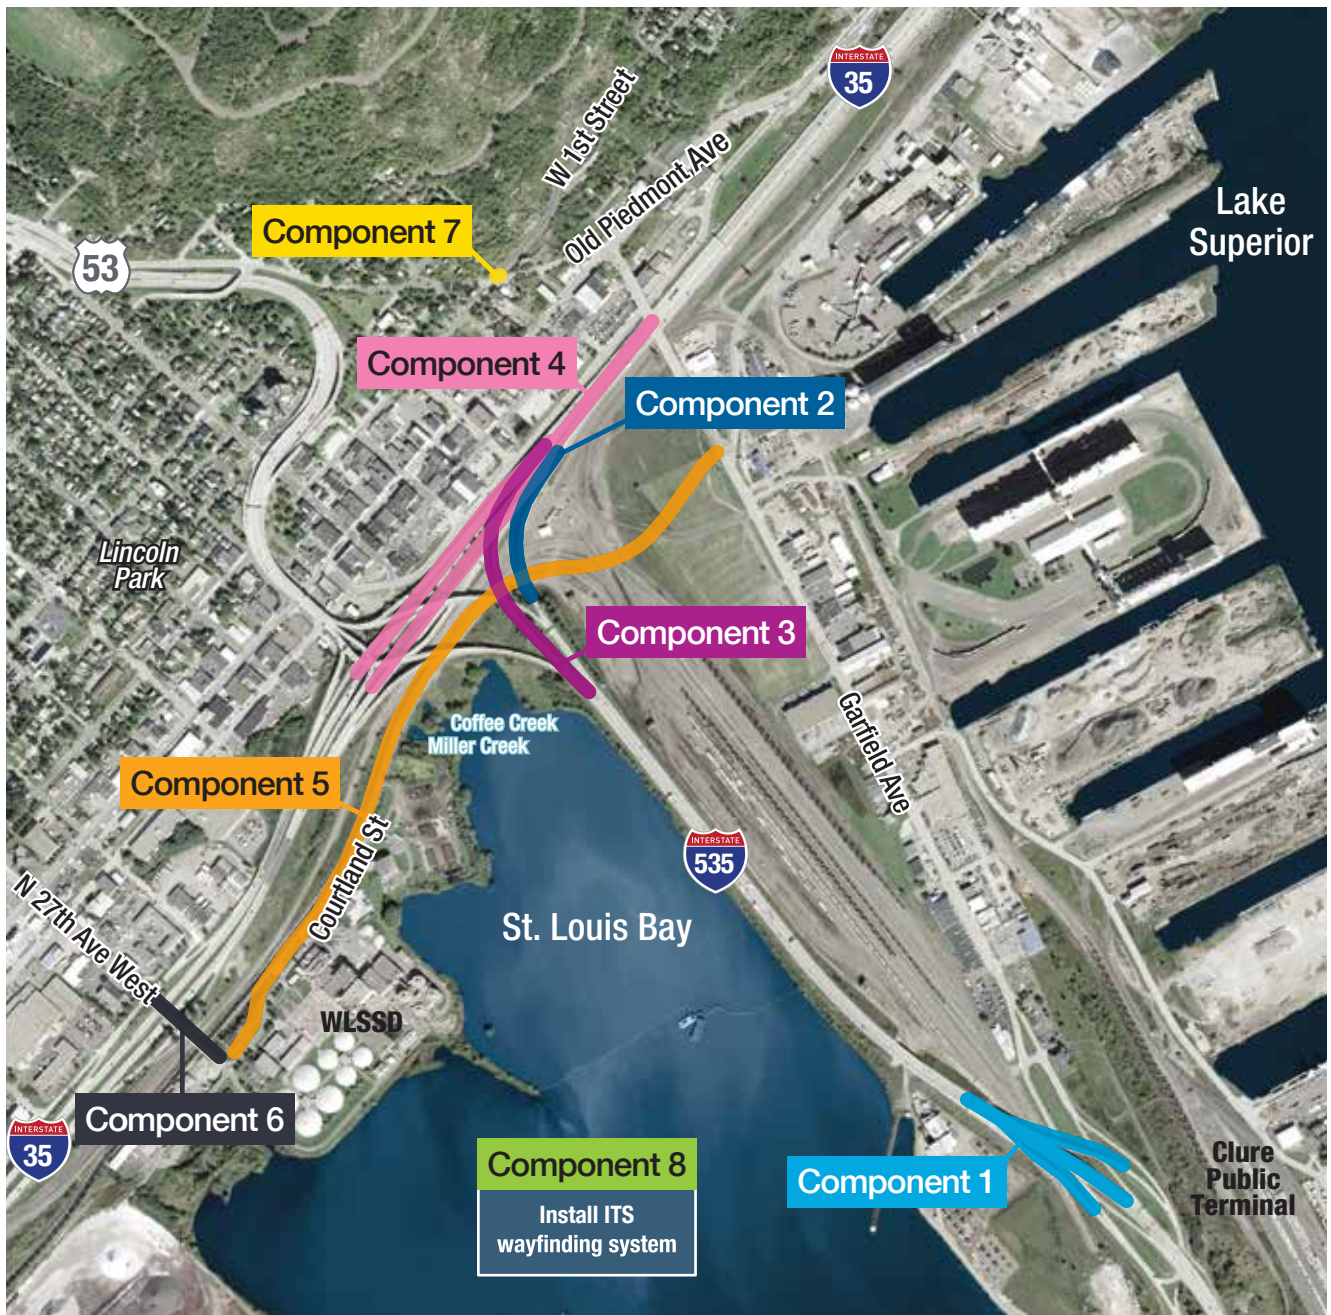 INTERSTATE
35
W 1st Street
Old Piedmont Ave
Lake
Superior
Component 7
53
Component 4
Component 2
Lincoln
Park
Component 3
Coffee Creek
Miller Creek
Garfield Ave
Component 5
Courtland St
INTERSTATE
535
N 27th Ave West
St. Louis Bay
WLSSD
Component 6
INTERSTATE
35
Component 8
Install ITS
wayfinding system
Component 1
Clure
Public
Terminal